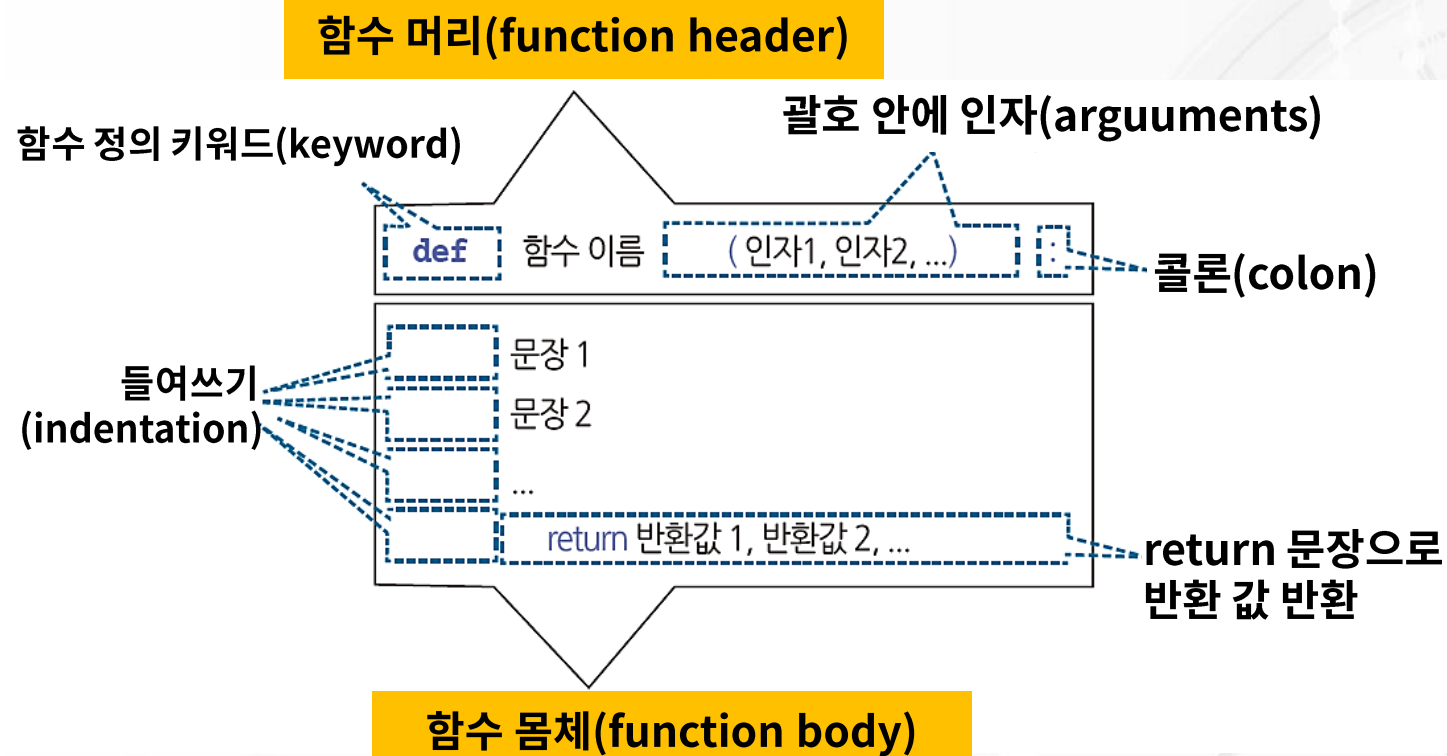 함수 머리(function header)
함수 정의 키워드(keyword)
괄호 안에 인자(arguuments)
def 함수 이름 ( 인자1, 인자2, ...) :
콜론(colon)
들여쓰기
(indentation)
문장 1
문장 2
...
return 반환값 1, 반환값 2, ...
return 문장으로
반환 값 반환
함수 몸체(function body)